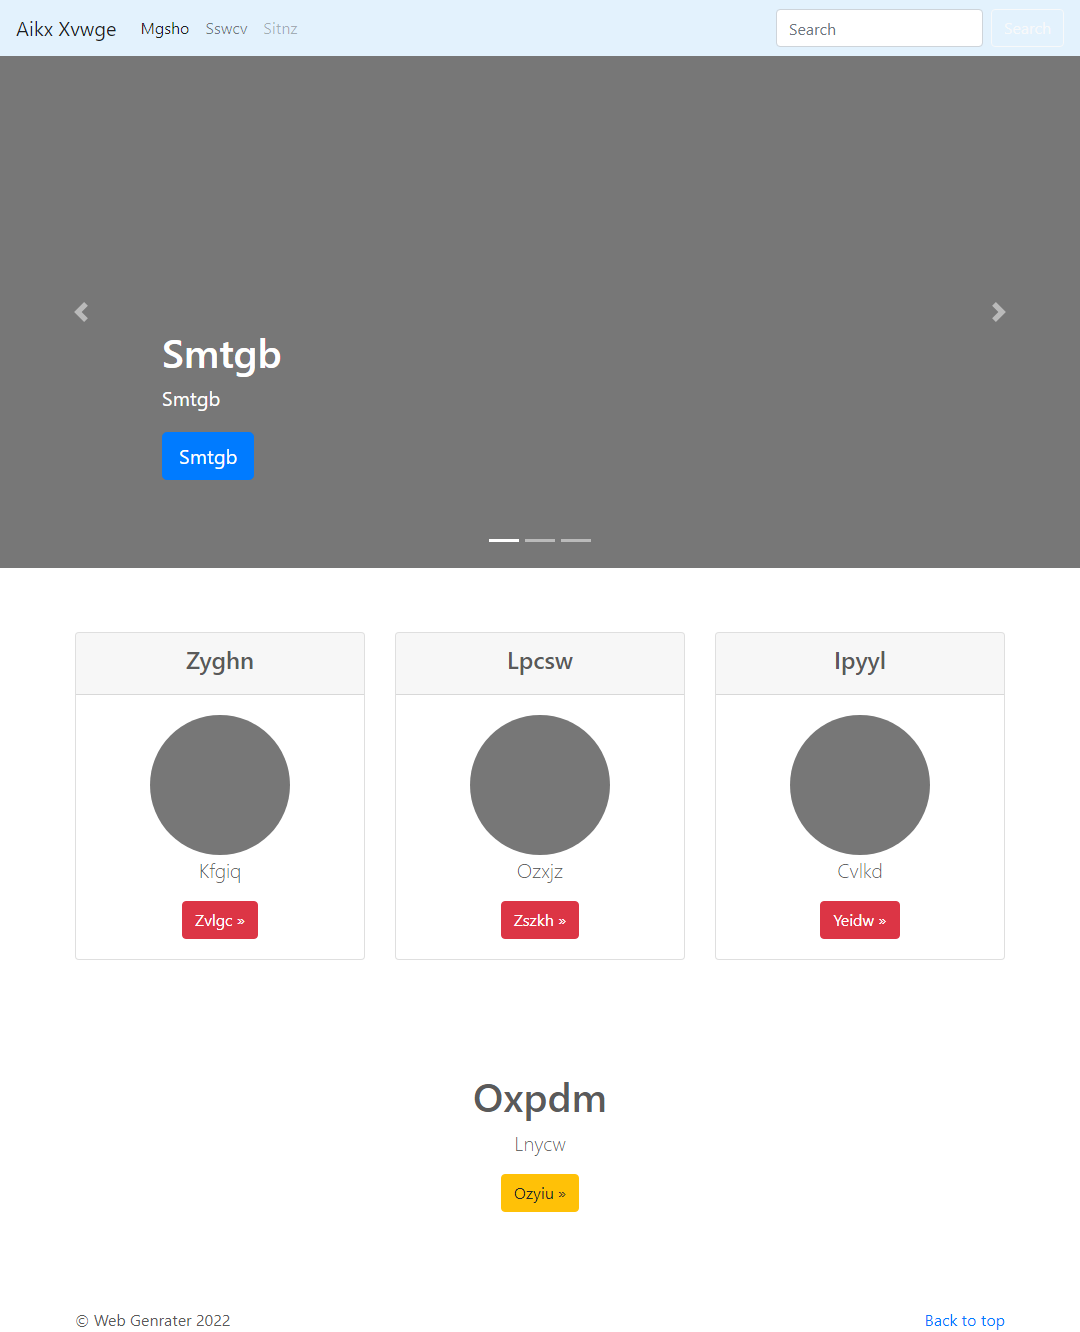 Aikx Xvwge Mgsho Sswcv Sitnz Search Search
Smtgb
Smtgb
Smtgb
Zyghn Lpcsw Ipyyl
Kfgiq Ozxjz Cvlkd
Zvlgc » Zszkh » Yeidw »
Oxpdm
Lnycw
Ozyiu »
© Web Genrater 2022 Back to top